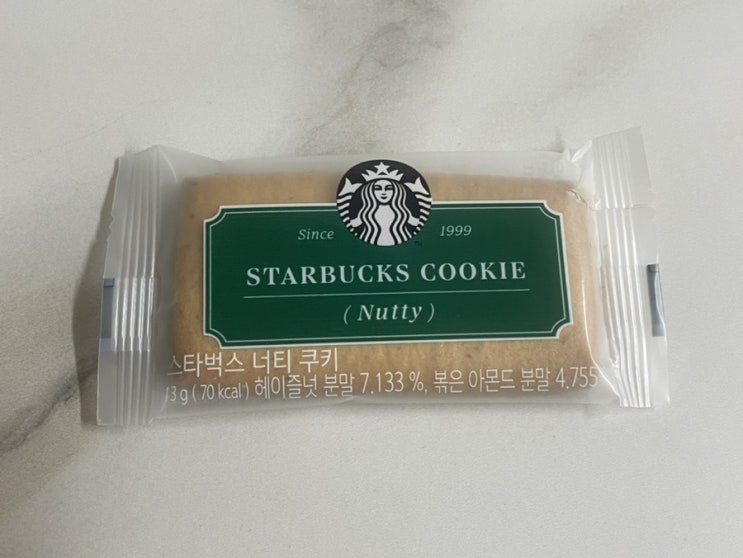 Since 1999
STARBUCKS COOKIE
(Nutty)
스타벅스 너티 쿠키
13 g ( 70 kcal ) 헤이즐넛 분말 7.133 %, 볶은 아몬드 분말 4.755